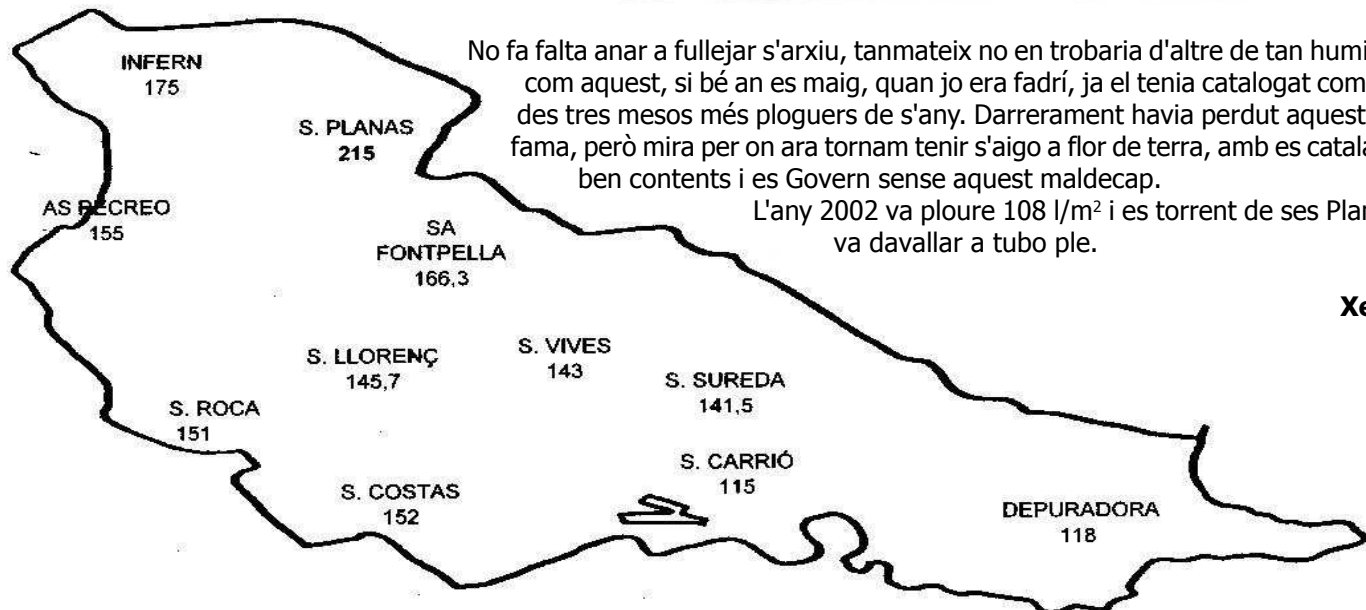 No fa falta anar a fullejar s'arxiu, tanmateix no en trobaria d'altre de tan
com aquest, si bé an es maig, quan jo era fadrí, ja el tenia catalogat com
des tres mesos més ploguers de s'any. Darrerament havia perdut
fama, però mira per on ara tornam tenir s'aigo a flor de terra, amb es
ben contents i es Govern sense aquest maldecap.
L'any 2002 va ploure 108 l/m² i es torrent de ses
va davallar a tubo ple.
INFERN
175
S. PLANAS
215
AS RECREO
155
SA
FONTPELLA
166,3
S. LLORENÇ
145,7
S. VIVES
143
S. SUREDA
141,5
S. ROCA
151
S. CARRIÓ
115
S. COSTAS
152
DEPURADORA
118